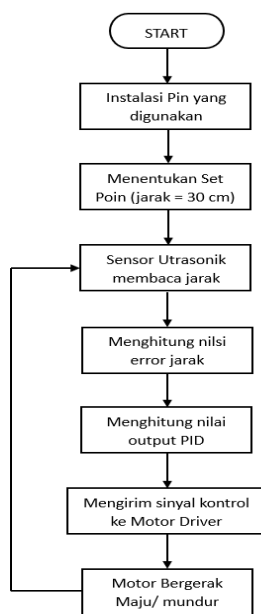 START
Instalasi Pin yang
digunakan
Menentukan Set
Poin (jarak = 30 cm)
Sensor Utrasonik
membaca jarak
Menghitung nilsi
error jarak
Menghitung nilai
output PID
Mengirim sinyal kontrol
ke Motor Driver
Motor Bergerak
Maju/ mundur